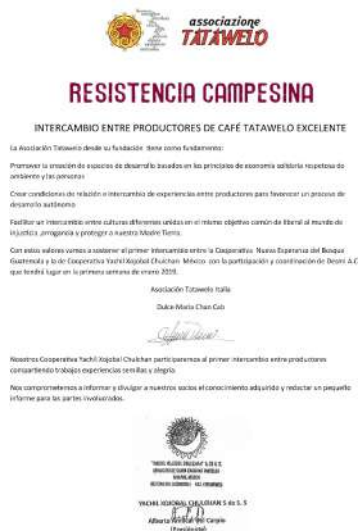 associazione
TATAWELO
RESISTENCIA CAMPESINA
INTERCAMBIO ENTRE PRODUCTORES DE CAFÉ TATAWELO EXCELENTE
La Asociación Tatawelo desde su fundación tiene como fundamento:
Promover la creación de espacios de desarrollo basados en los principios de economía solidaria respetosa de
ambiente y las personas
Crear condiciones de relación e intercambio de experiencias entre productores para favorecer un proceso de
desarrollo autónomo
Facilitar un intercambio entre culturas diferentes unidas en el mismo objetivo común de liberal al mundo de
injusticia, arrogancia y proteger a nuestra Madre Tierra.
Con estos valores vamos a sostener el primer intercambio entre la Cooperativa Nueva Esperanza del Bosque
Guatemala y la de Cooperativa Yachil Xojobal Chulchan México con la participación y coordinación de Desmi A.C
que tendrá lugar en la primera semana de enero 2019.
Asociación Tatawelo Italia
Dulce Maria Chan Cab
Nosotros Cooperativa Yachil Xojobal Chulchan participaremos al primer intercambio entre productores
compartiendo trabajos experiencias semillas y alegría
Nos comprometemos a informar y divulgar a nuestros socios el conocimiento adquirido y redactar un pequeño
informe para las partes involucradas.
YACHIL XOJOBAL CHULCHAN S de S. S
Alberto
(Presidente)